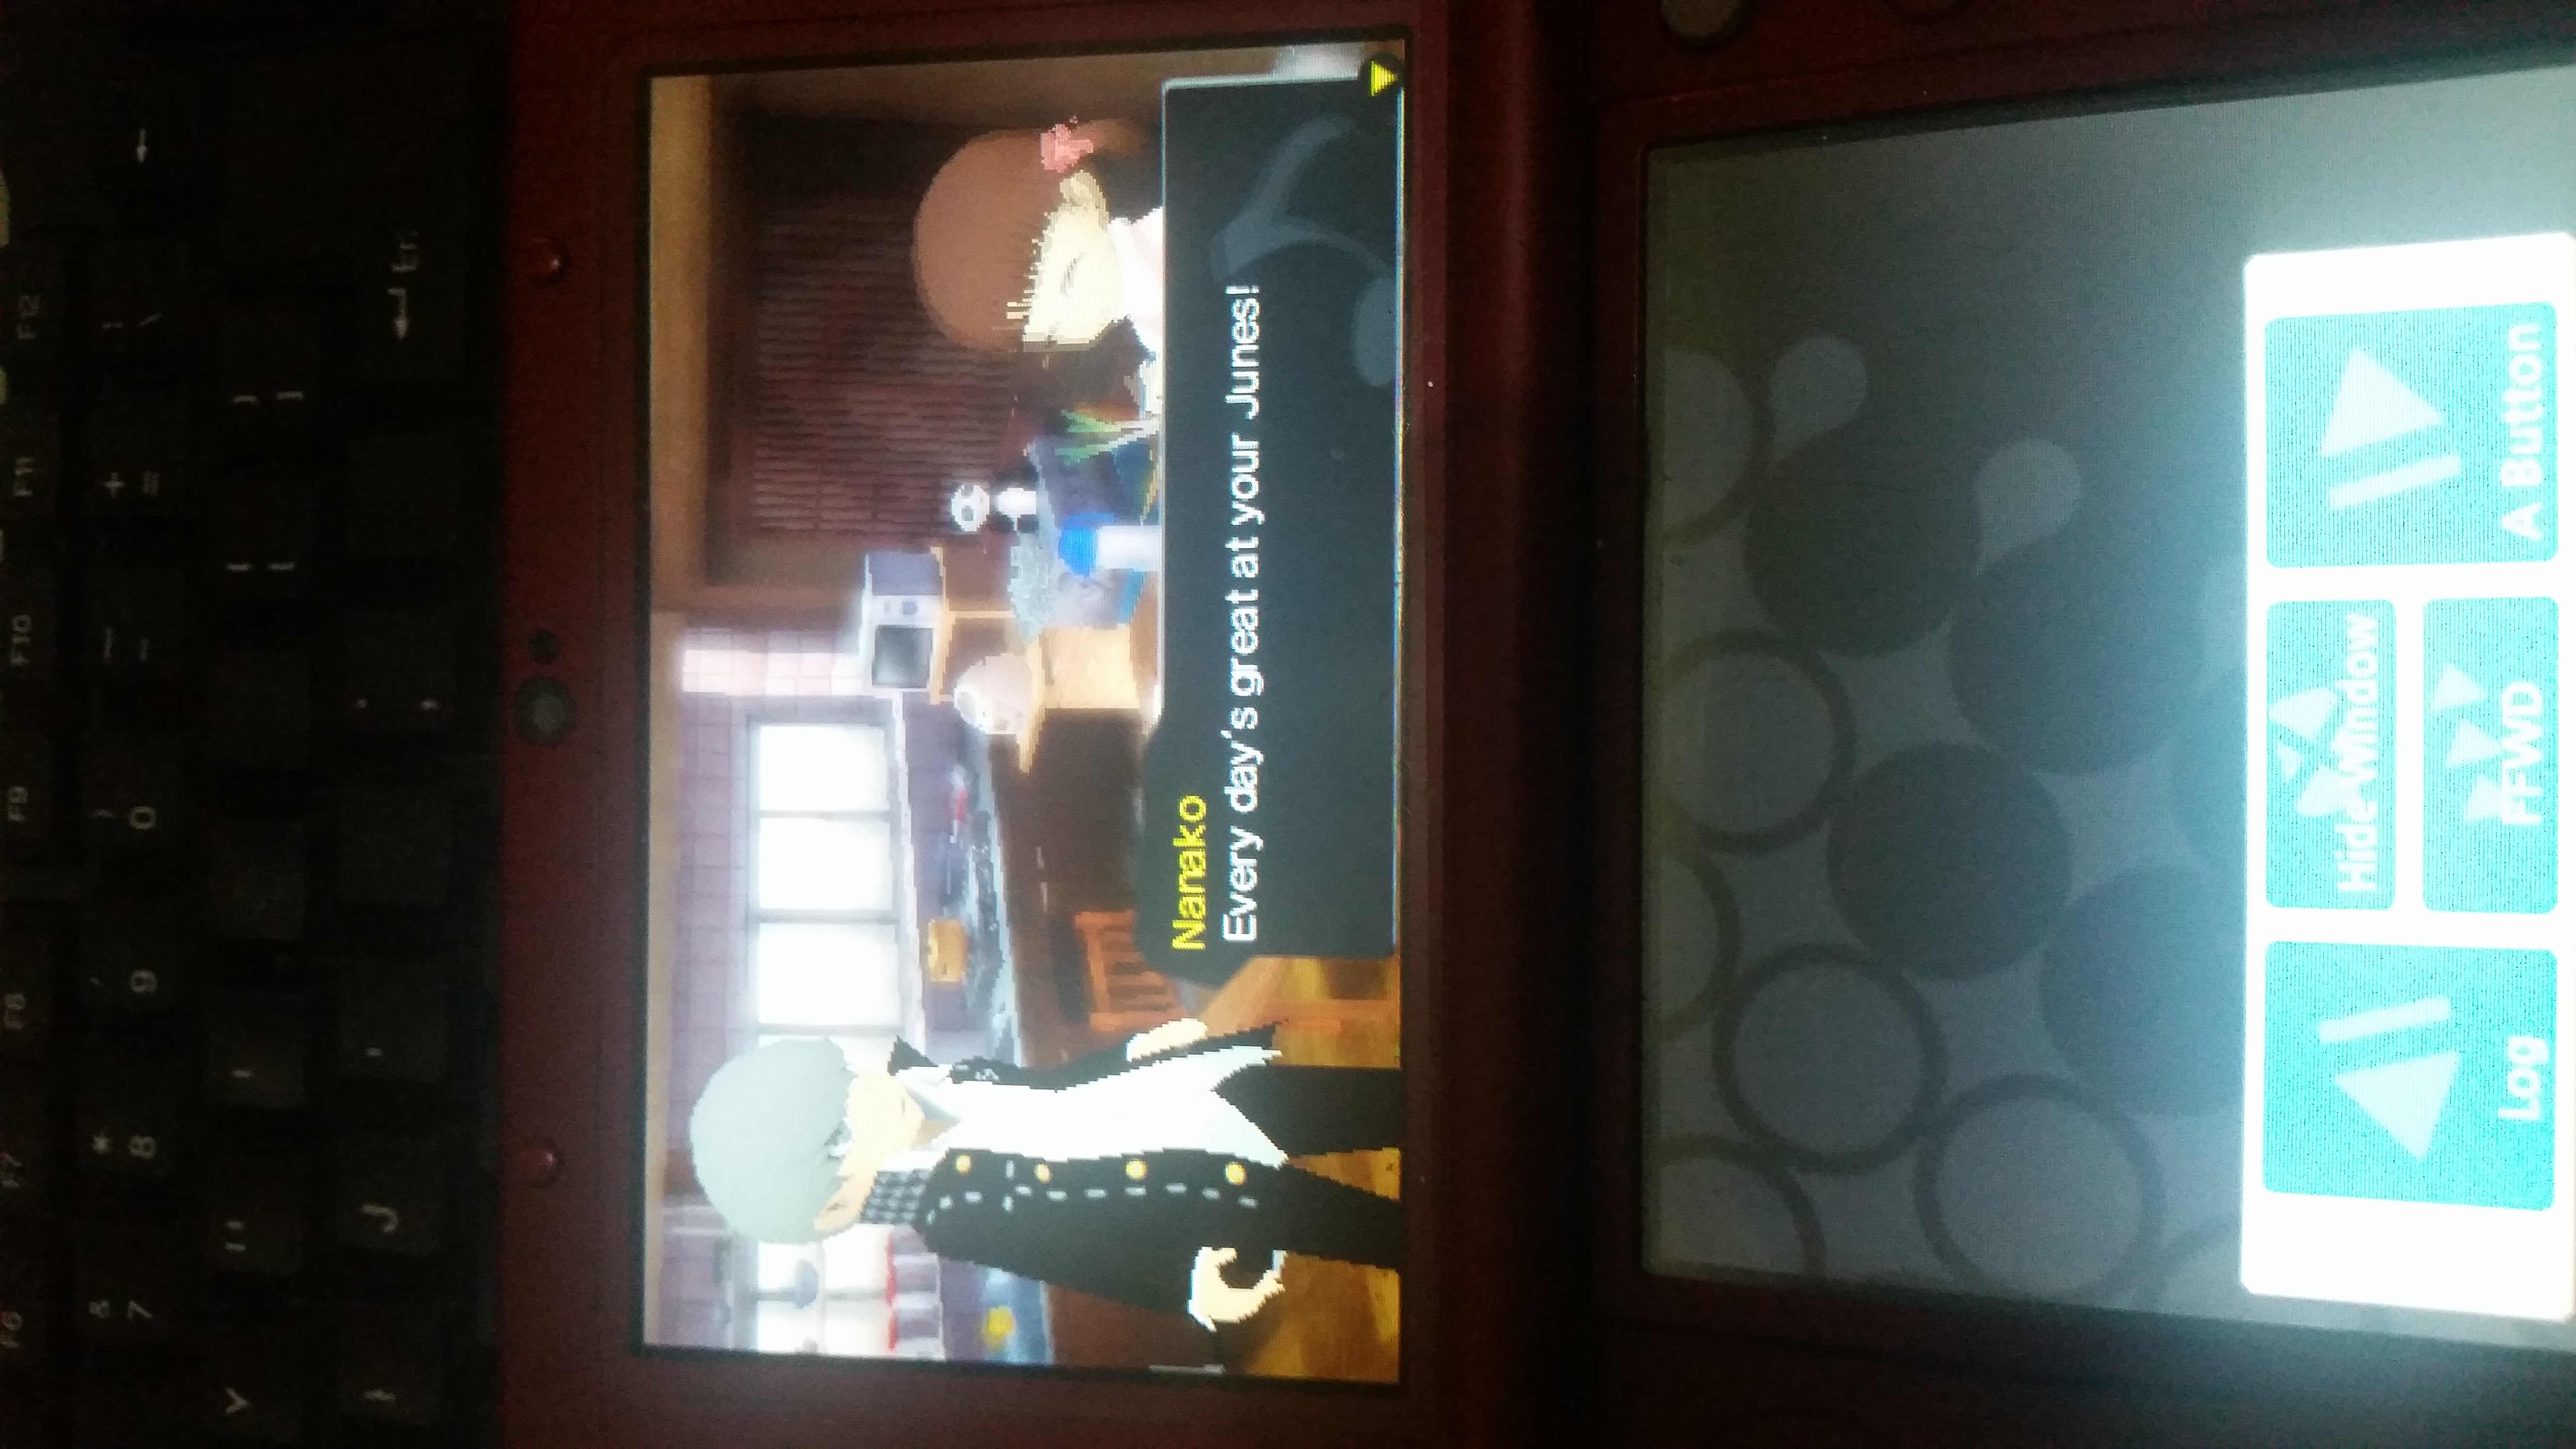 F6 F7 F8 F9 F10 F11 F12
& * ) +
7 8 9 0 - =
\
[ ]
J
;
Nanako
Every day's great at your Junes!
Hide Window
Log FFWD A Button